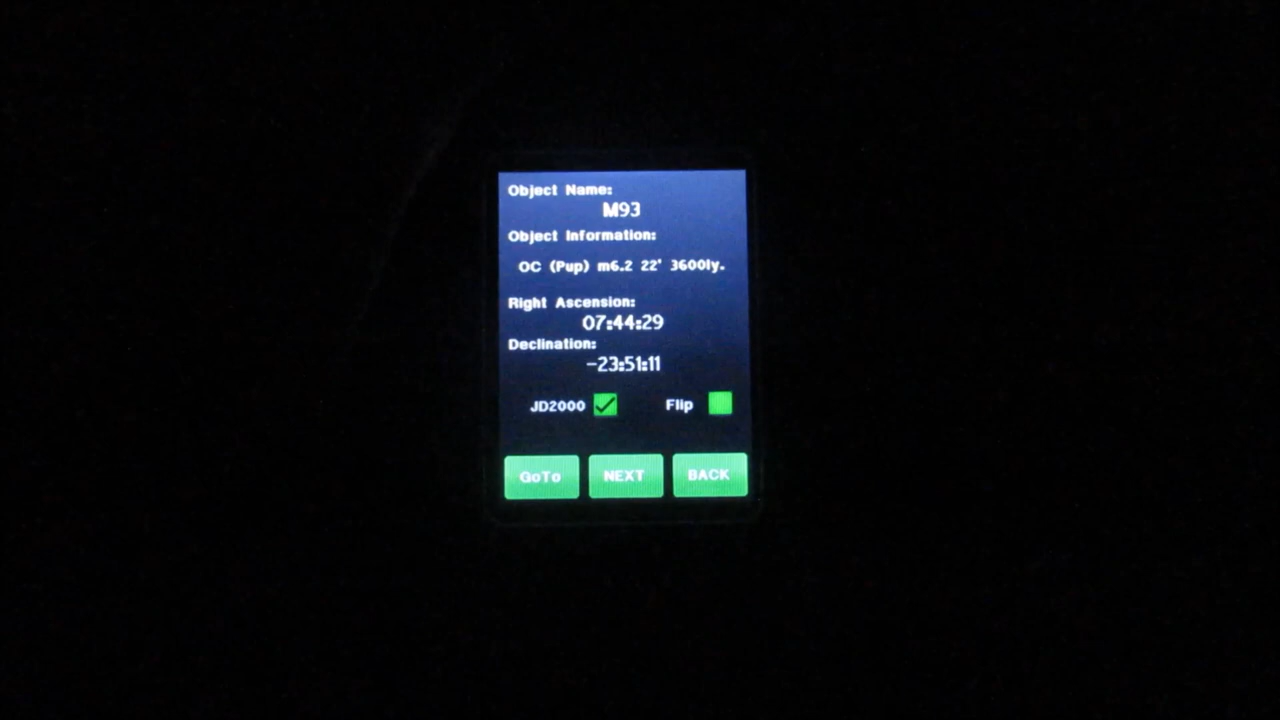 Object Name:
M93
Object Information:
OC (Pup) m6.2 22' 3600ly.
Right Ascension:
07:44:29
Declination:
-23:51:11
JD2000 Flip
GoTo NEXT BACK